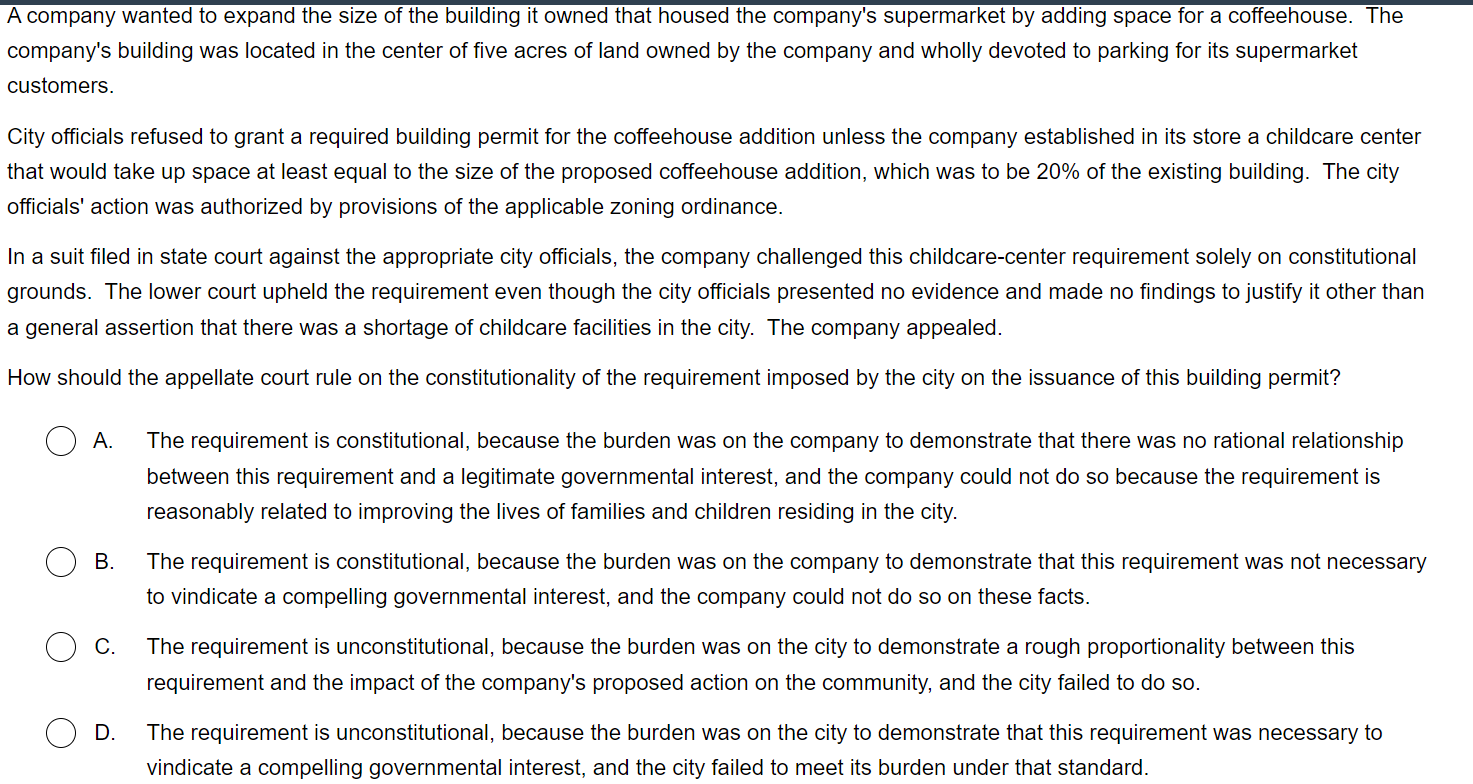 A company wanted to expand the size of the building it owned that housed the company's supermarket by adding space for a coffeehouse. The
company's building was located in the center of five acres of land owned by the company and wholly devoted to parking for its supermarket
customers.
City officials refused to grant a required building permit for the coffeehouse addition unless the company established in its store a childcare center
that would take up space at least equal to the size of the proposed coffeehouse addition, which was to be 20% of the existing building. The city
officials' action was authorized by provisions of the applicable zoning ordinance.
In a suit filed in state court against the appropriate city officials, the company challenged this childcare-center requirement solely on constitutional
grounds. The lower court upheld the requirement even though the city officials presented no evidence and made no findings to justify it other than
a general assertion that there was a shortage of childcare facilities in the city. The company appealed.
How should the appellate court rule on the constitutionality of the requirement imposed by the city on the issuance of this building permit?
A. The requirement is constitutional, because the burden was on the company to demonstrate that there was no rational relationship
between this requirement and a legitimate governmental interest, and the company could not do so because the requirement is
reasonably related to improving the lives of families and children residing in the city.
B. The requirement is constitutional, because the burden was on the company to demonstrate that this requirement was not necessary
to vindicate a compelling governmental interest, and the company could not do so on these facts.
C. The requirement is unconstitutional, because the burden was on the city to demonstrate a rough proportionality between this
requirement and the impact of the company's proposed action on the community, and the city failed to do so.
D. The requirement is unconstitutional, because the burden was on the city to demonstrate that this requirement was necessary to
vindicate a compelling governmental interest, and the city failed to meet its burden under that standard.